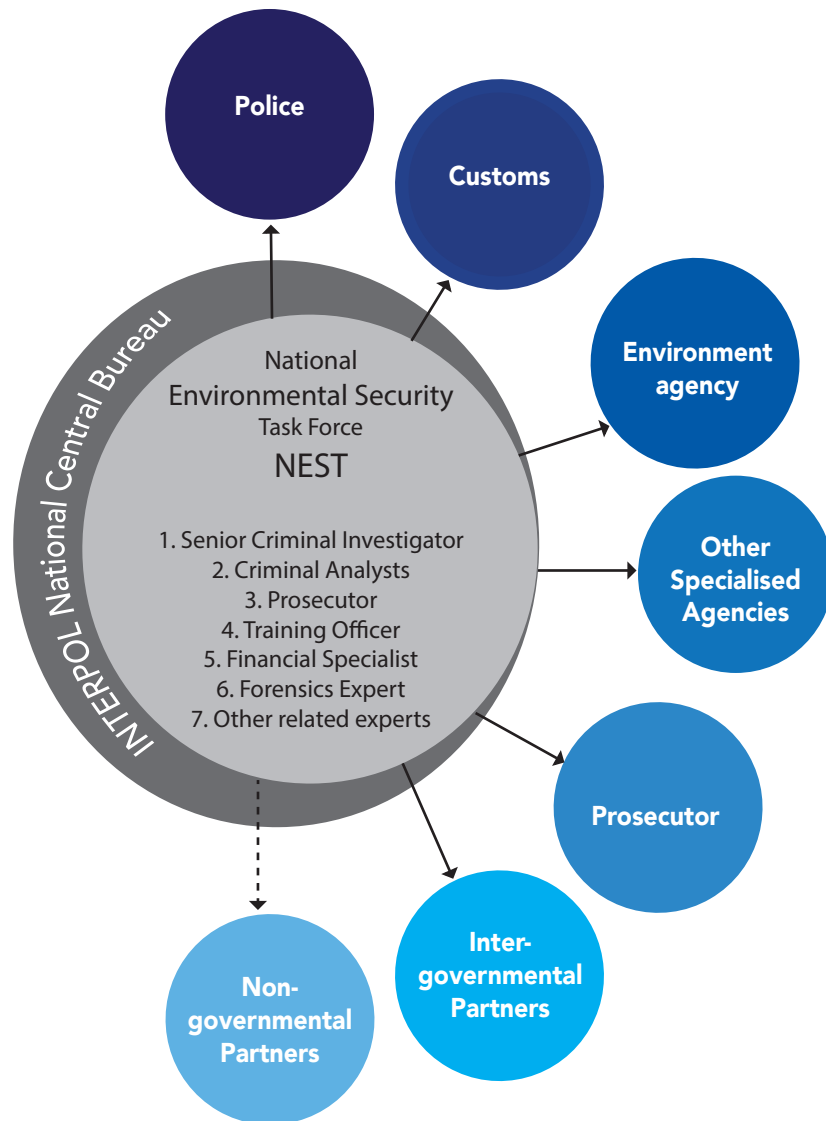 Police
Customs
Environment
agency
Other
Specialised
Agencies
Prosecutor
Inter-
governmental
Partners
Non-
governmental
Partners
INTERPOL National Central Bureau
National
Environmental Security
Task Force
NEST
1. Senior Criminal Investigator
2. Criminal Analysts
3. Prosecutor
4. Training Officer
5. Financial Specialist
6. Forensics Expert
7. Other related experts